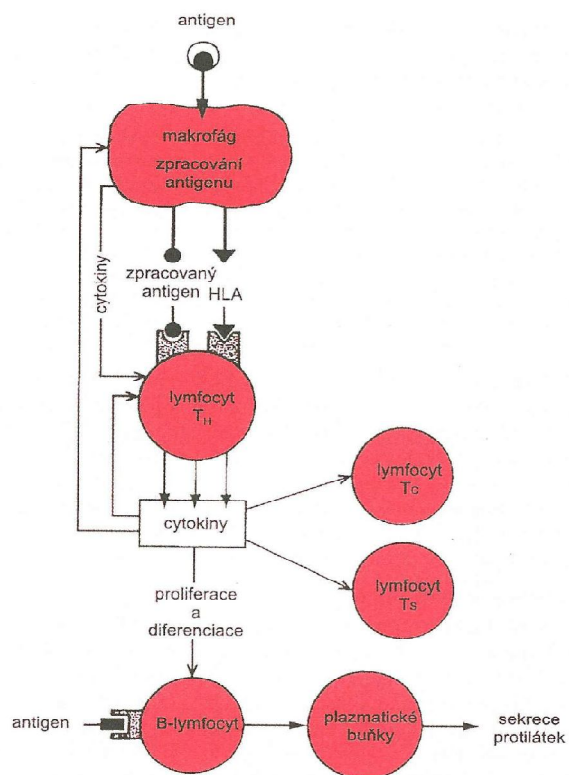 antigen
makrofág
zpracování
antigenu
cytokiny
zpracovaný
antigen
HLA
lymfocyt
TH
cytokiny
lymfocyt
Tc
lymfocyt
Ts
proliferace
a
diferenciace
antigen
B-lymfocyt
plazmatické
buňky
sekrece
protilátek